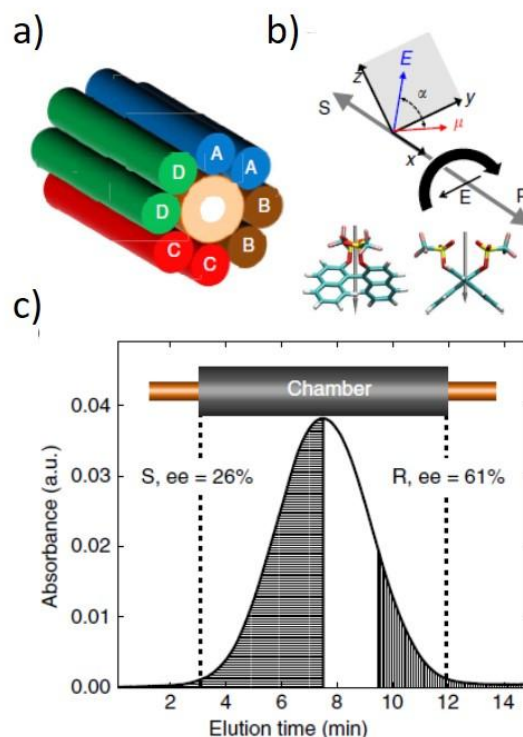 a)
A
A
D
B
D
B
C
C
b)
E
α
z
y
μ
S
x
E
R
c)
Chamber
0.04
S, ee = 26%
R, ee = 61%
0.03
0.02
0.01
0.00
Absorbance (a.u.)
2 4 6 8 10 12 14
Elution time (min)